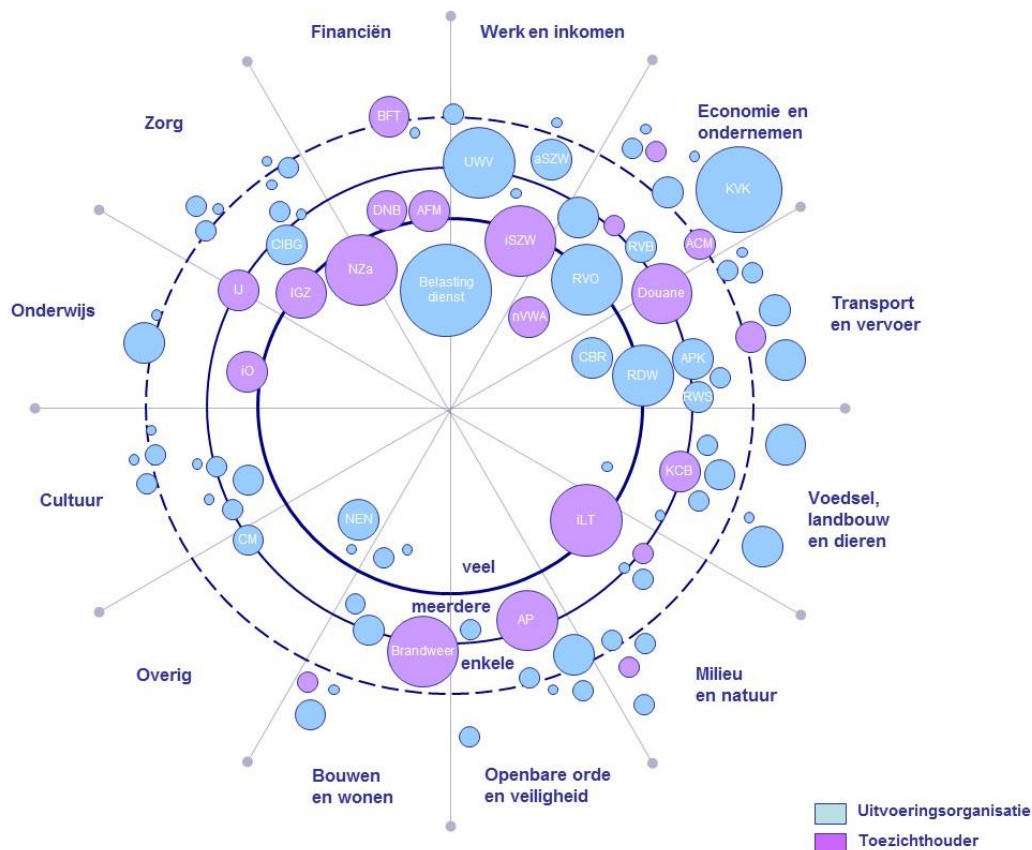 Financiën
Werk en inkomen
Zorg
Economie en
ondernemen
BFT
UWV
aSZW
KVK
DNB
AFM
CIBG
iSZW
RVB
ACM
NZa
IJ
IGZ
Belasting
dienst
RVO
Douane
Onderwijs
nVWA
Transport
en vervoer
iO
CBR
RDW
APK
RWS
Cultuur
KCB
Voedsel,
landbouw
en dieren
NEN
iLT
CM
veel
meerdere
AP
Brandweer
enkele
Overig
Milieu
en natuur
Bouwen
en wonen
Openbare orde
en veiligheid
Uitvoeringsorganisatie
Toezichthouder